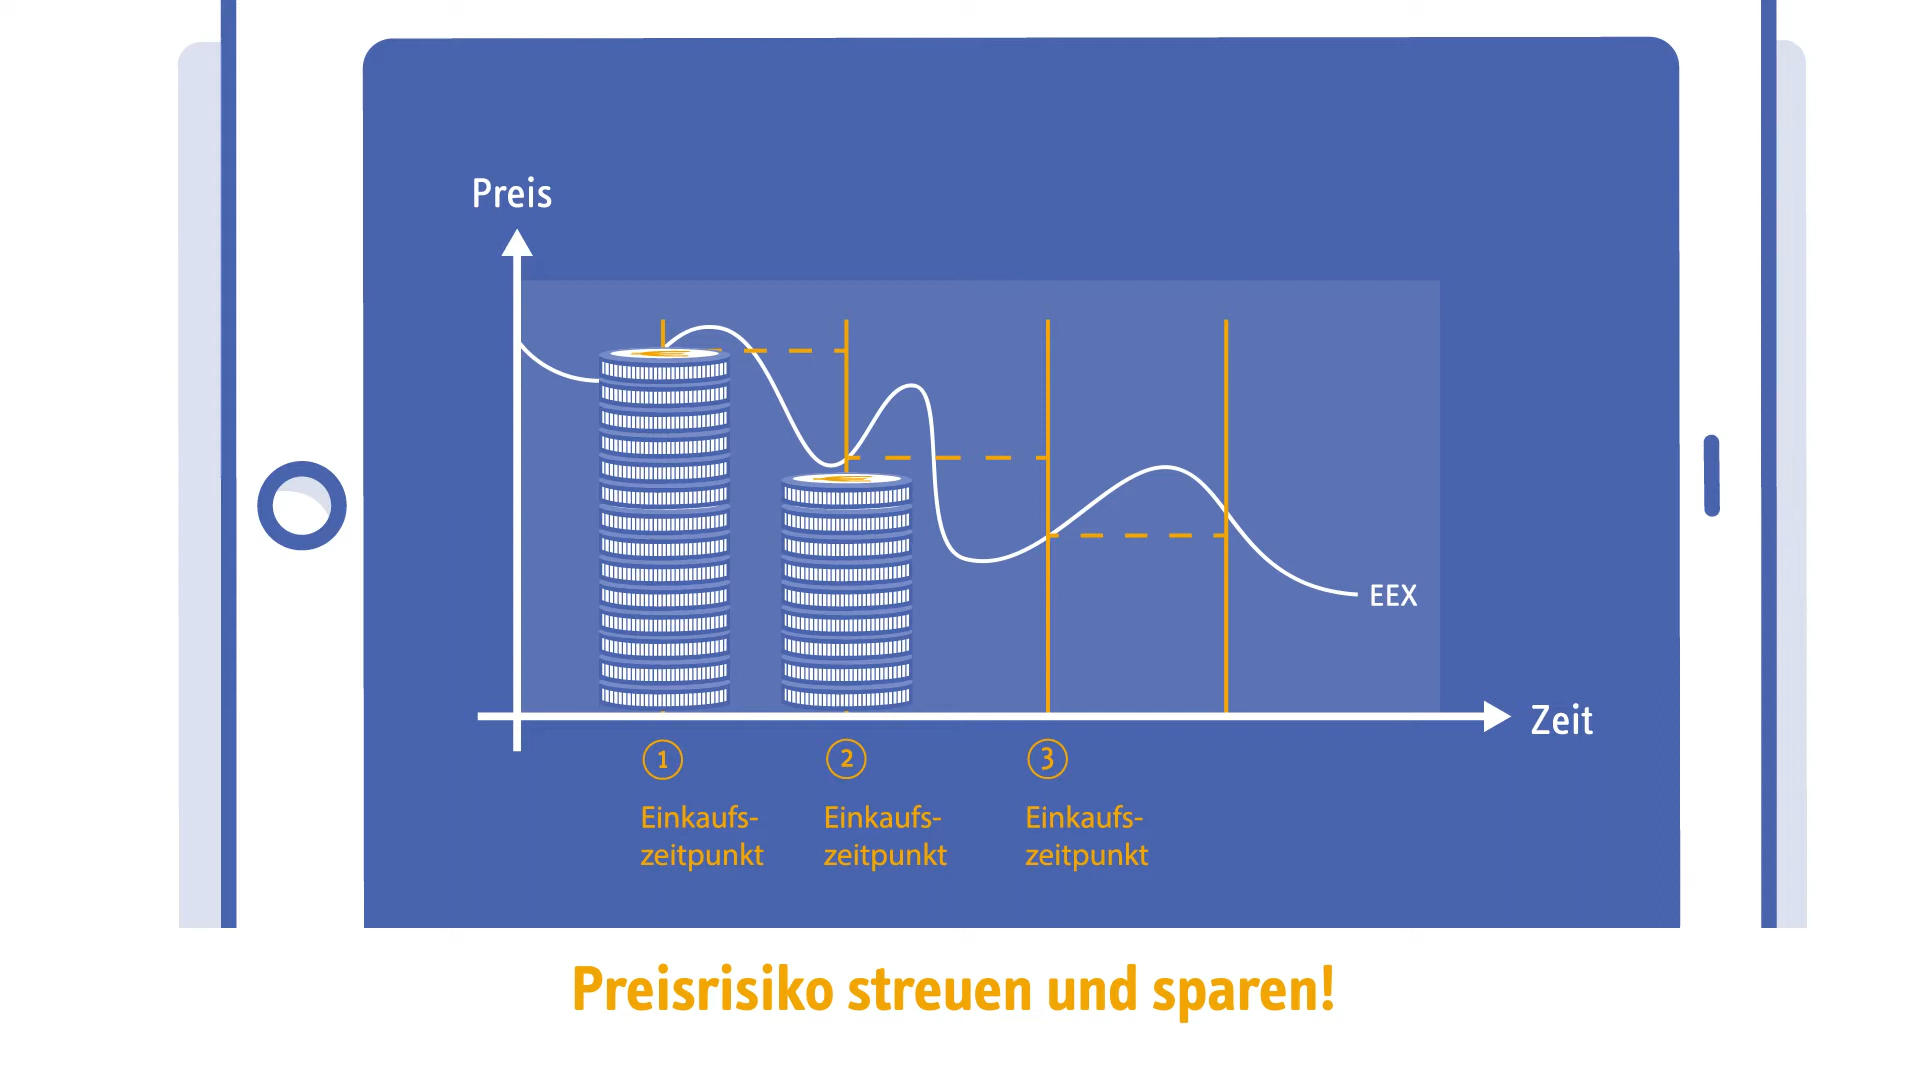 Preis
EEX
Zeit
1
2
3
Einkaufs-
zeitpunkt
Einkaufs-
zeitpunkt
Einkaufs-
zeitpunkt
Preisrisiko streuen und sparen!